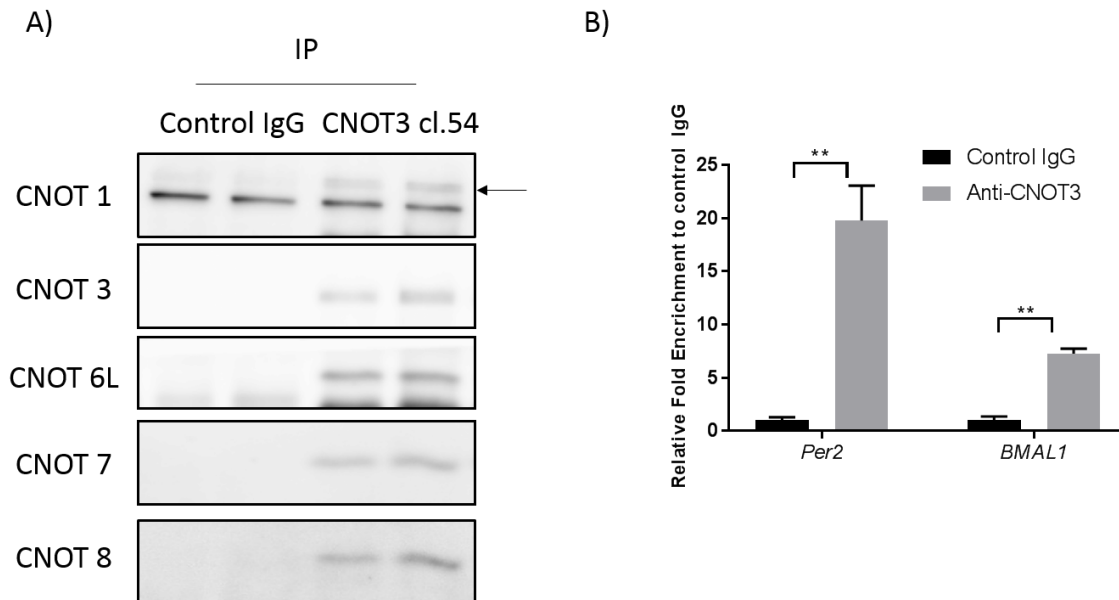 A)
IP
Control IgG CNOT3 cl.54
CNOT 1
CNOT 3
CNOT 6L
CNOT 7
CNOT 8
B)
Relative Fold Encrichment to control IgG
25
20
15
10
5
0
**
**
Control IgG
Anti-CNOT3
Per2
BMAL1